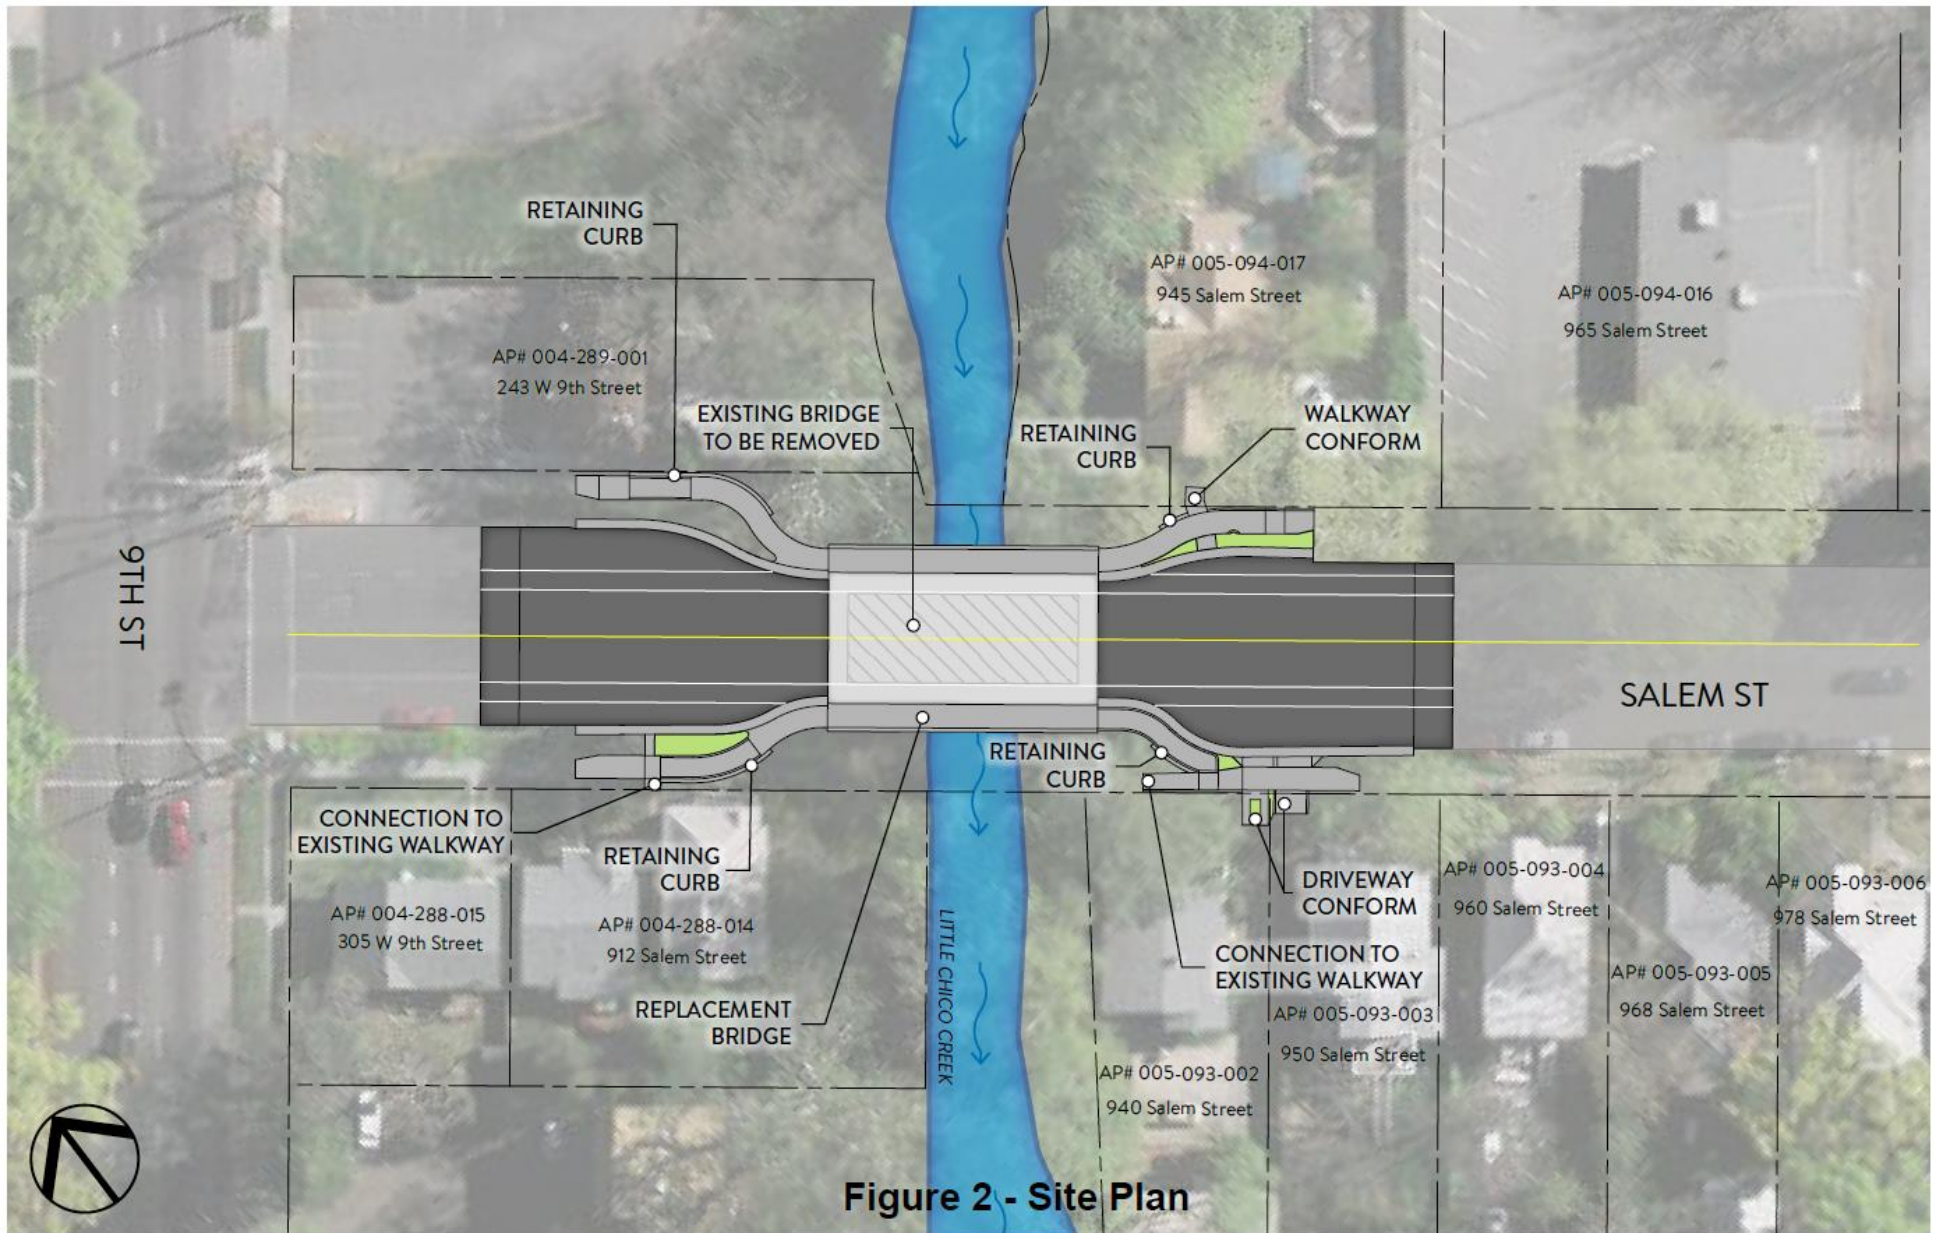 RETAINING
CURB
AP# 005-094-017
945 Salem Street
AP# 005-094-016
965 Salem Street
AP# 004-289-001
243 W 9th Street
EXISTING BRIDGE
TO BE REMOVED
RETAINING
CURB
WALKWAY
CONFORM
9TH ST
SALEM ST
RETAINING
CURB
CONNECTION TO
EXISTING WALKWAY
RETAINING
CURB
DRIVEWAY
CONFORM
AP# 005-093-004
960 Salem Street
AP# 005-093-006
978 Salem Street
AP# 004-288-015
305 W 9th Street
AP# 004-288-014
912 Salem Street
LITTLE CHICO CREEK
CONNECTION TO
EXISTING WALKWAY
AP# 005-093-005
968 Salem Street
REPLACEMENT
BRIDGE
AP# 005-093-003
950 Salem Street
AP# 005-093-002
940 Salem Street
Figure 2 - Site Plan